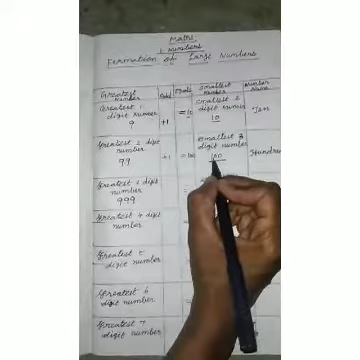 Maths
1 Numbers
Formation of Large Numbers
Greatest Number
Add
Smallest Number
Number Name
Greatest 1 digit number
9
+1
= 10
Smallest 2 digit number
10
Ten
Greatest 2 digit number
99
+1
= 100
Smallest 3 digit number
100
Hundred
Greatest 3 digit number
999
Greatest 4 digit number
Greatest 5 digit number
Greatest 6 digit number
Greatest 7 digit number